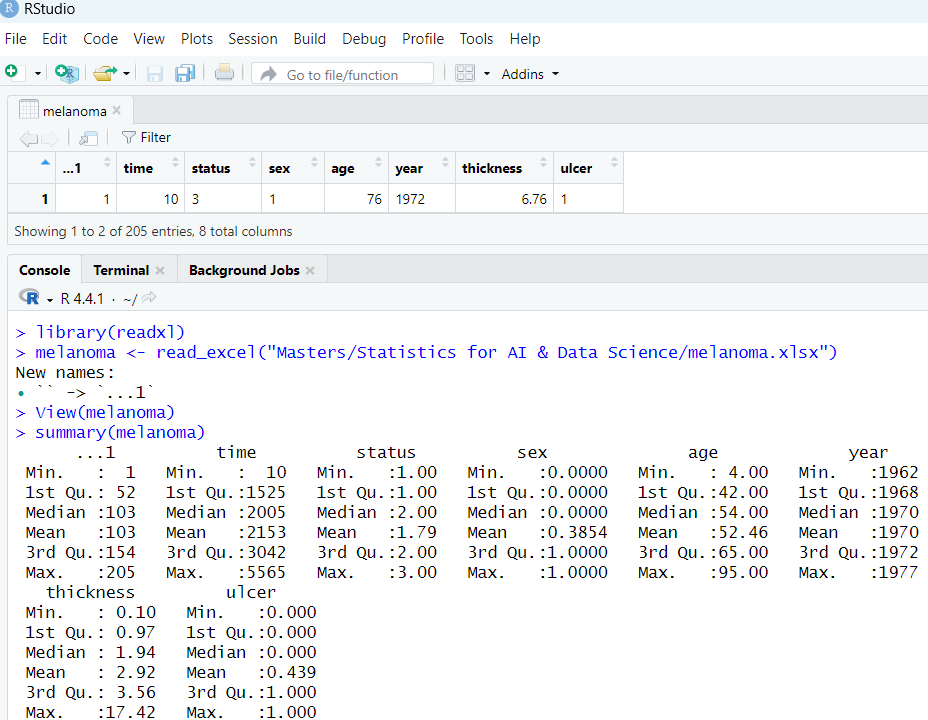 RStudio
File Edit Code View Plots Session Build Debug Profile Tools Help
Go to file/function Addins
melanoma
Filter
...1 time status sex age year thickness ulcer
1 1 10 3 1 76 1972 6.76 1
Showing 1 to 2 of 205 entries, 8 total columns
Console Terminal Background Jobs
R R 4.4.1 · ~/
> library(readxl)
> melanoma <- read_excel("Masters/Statistics for AI & Data Science/melanoma.xlsx")
New names:
• `` -> `...1`
> View(melanoma)
> summary(melanoma)
...1 time status sex age year
Min. : 1 Min. : 10 Min. :1.00 Min. :0.0000 Min. : 4.00 Min. :1962
1st Qu.: 52 1st Qu.:1525 1st Qu.:1.00 1st Qu.:0.0000 1st Qu.:42.00 1st Qu.:1968
Median :103 Median :2005 Median :2.00 Median :0.0000 Median :54.00 Median :1970
Mean :103 Mean :2153 Mean :1.79 Mean :0.3854 Mean :52.46 Mean :1970
3rd Qu.:154 3rd Qu.:3042 3rd Qu.:2.00 3rd Qu.:1.0000 3rd Qu.:65.00 3rd Qu.:1972
Max. :205 Max. :5565 Max. :3.00 Max. :1.0000 Max. :95.00 Max. :1977
thickness ulcer
Min. : 0.10 Min. :0.000
1st Qu.: 0.97 1st Qu.:0.000
Median : 1.94 Median :0.000
Mean : 2.92 Mean :0.439
3rd Qu.: 3.56 3rd Qu.:1.000
Max. :17.42 Max. :1.000